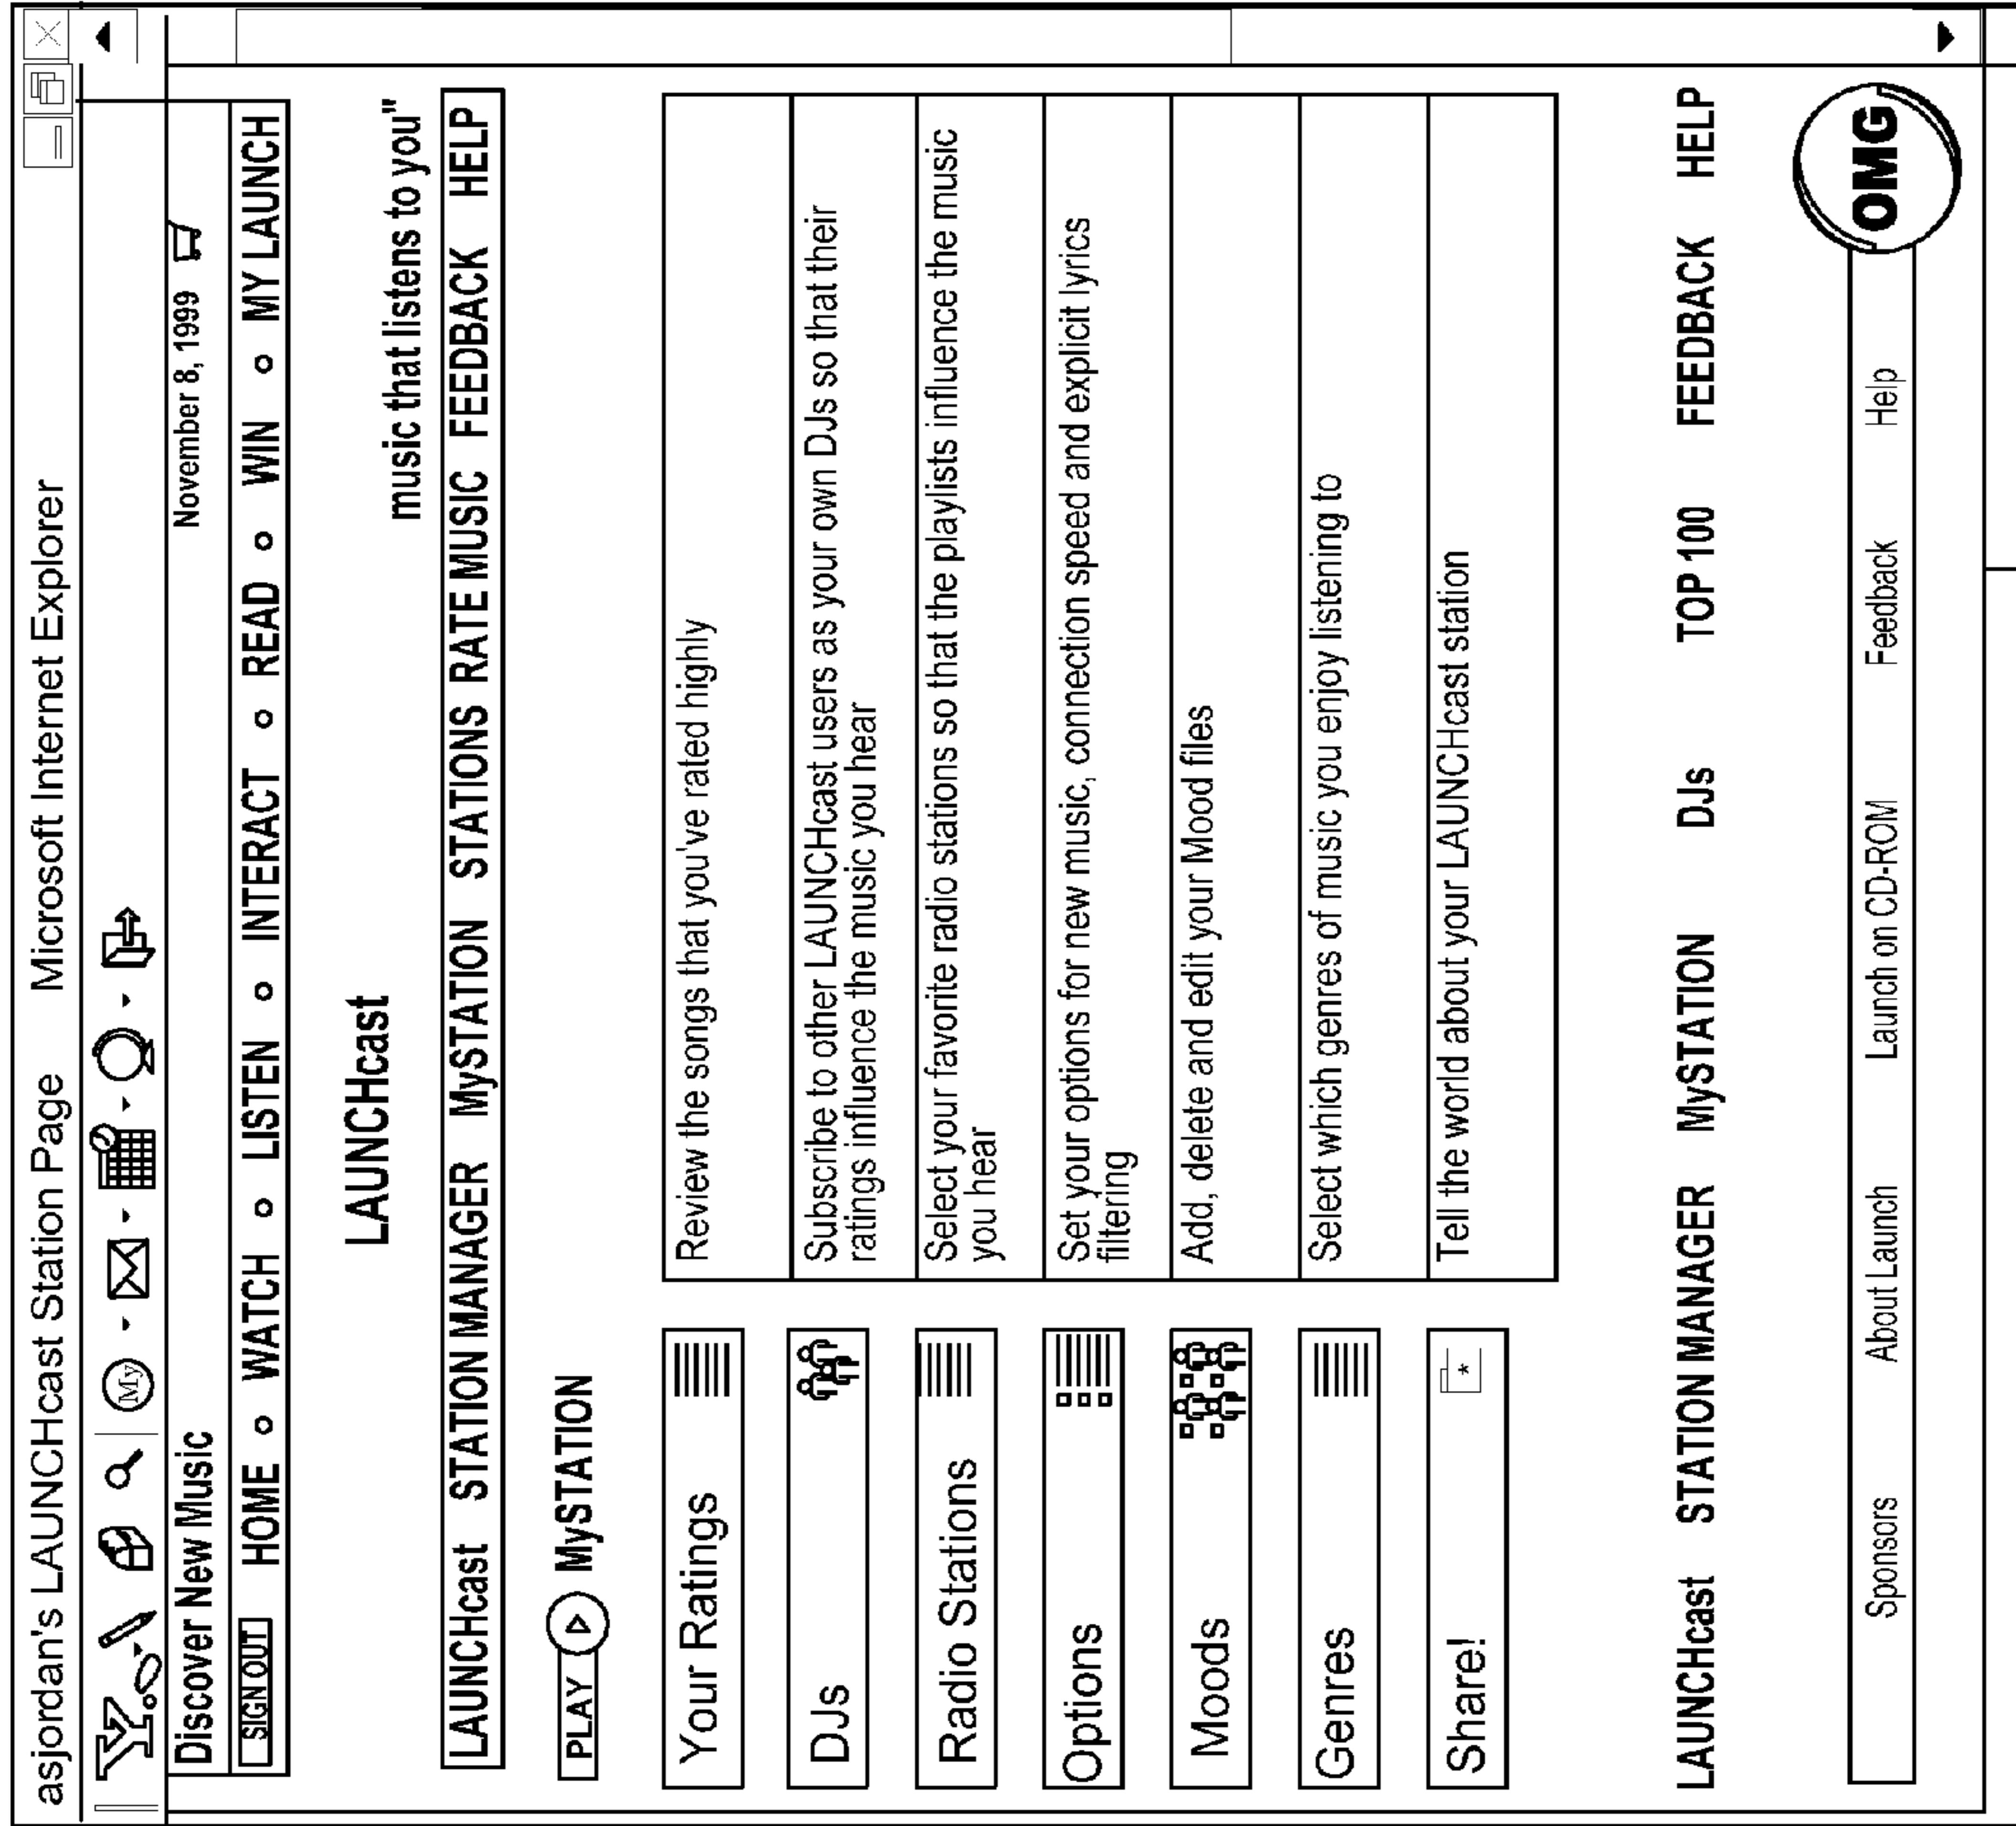 asjordan's LAUNCHcast Station Page Microsoft Internet Explorer
Y! My
Discover New Music November 8, 1999
SIGN OUT HOME o WATCH o LISTEN o INTERACT o READ o WIN o MY LAUNCH
LAUNCHcast
music that listens to you"
LAUNCHcast STATION MANAGER MySTATION STATIONS RATE MUSIC FEEDBACK HELP
PLAY MySTATION
Your Ratings Review the songs that you've rated highly
DJs Subscribe to other LAUNCHcast users as your own DJs so that their
ratings influence the music you hear
Radio Stations Select your favorite radio stations so that the playlists influence the music
you hear
Options Set your options for new music, connection speed and explicit lyrics
filtering
Moods Add, delete and edit your Mood files
Genres Select which genres of music you enjoy listening to
Share! Tell the world about your LAUNCHcast station
LAUNCHcast STATION MANAGER MySTATION DJs TOP 100 FEEDBACK HELP
Sponsors About Launch Launch on CD-ROM Feedback Help OMG